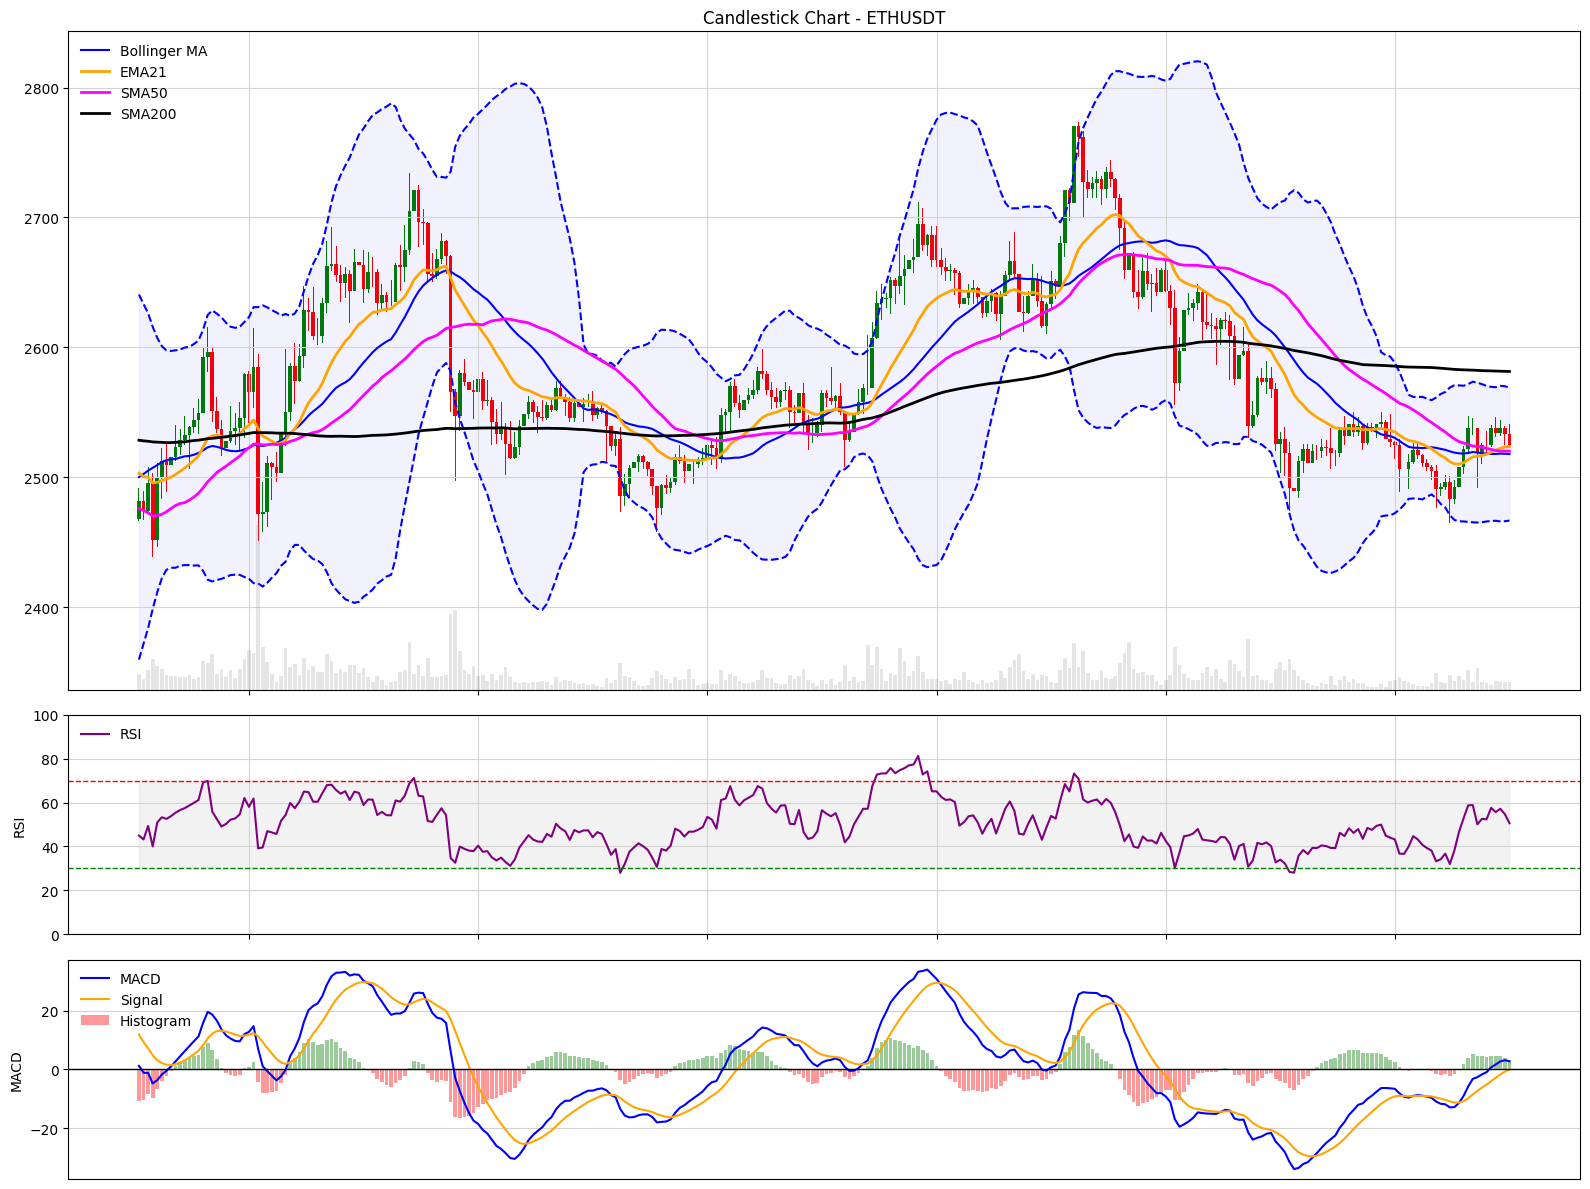 Candlestick Chart - ETHUSDT
Bollinger MA
EMA21
SMA50
SMA200
2800
2700
2600
2500
2400
RSI
100
80
60
40
20
0
RSI
MACD
Signal
Histogram
20
0
−20
MACD